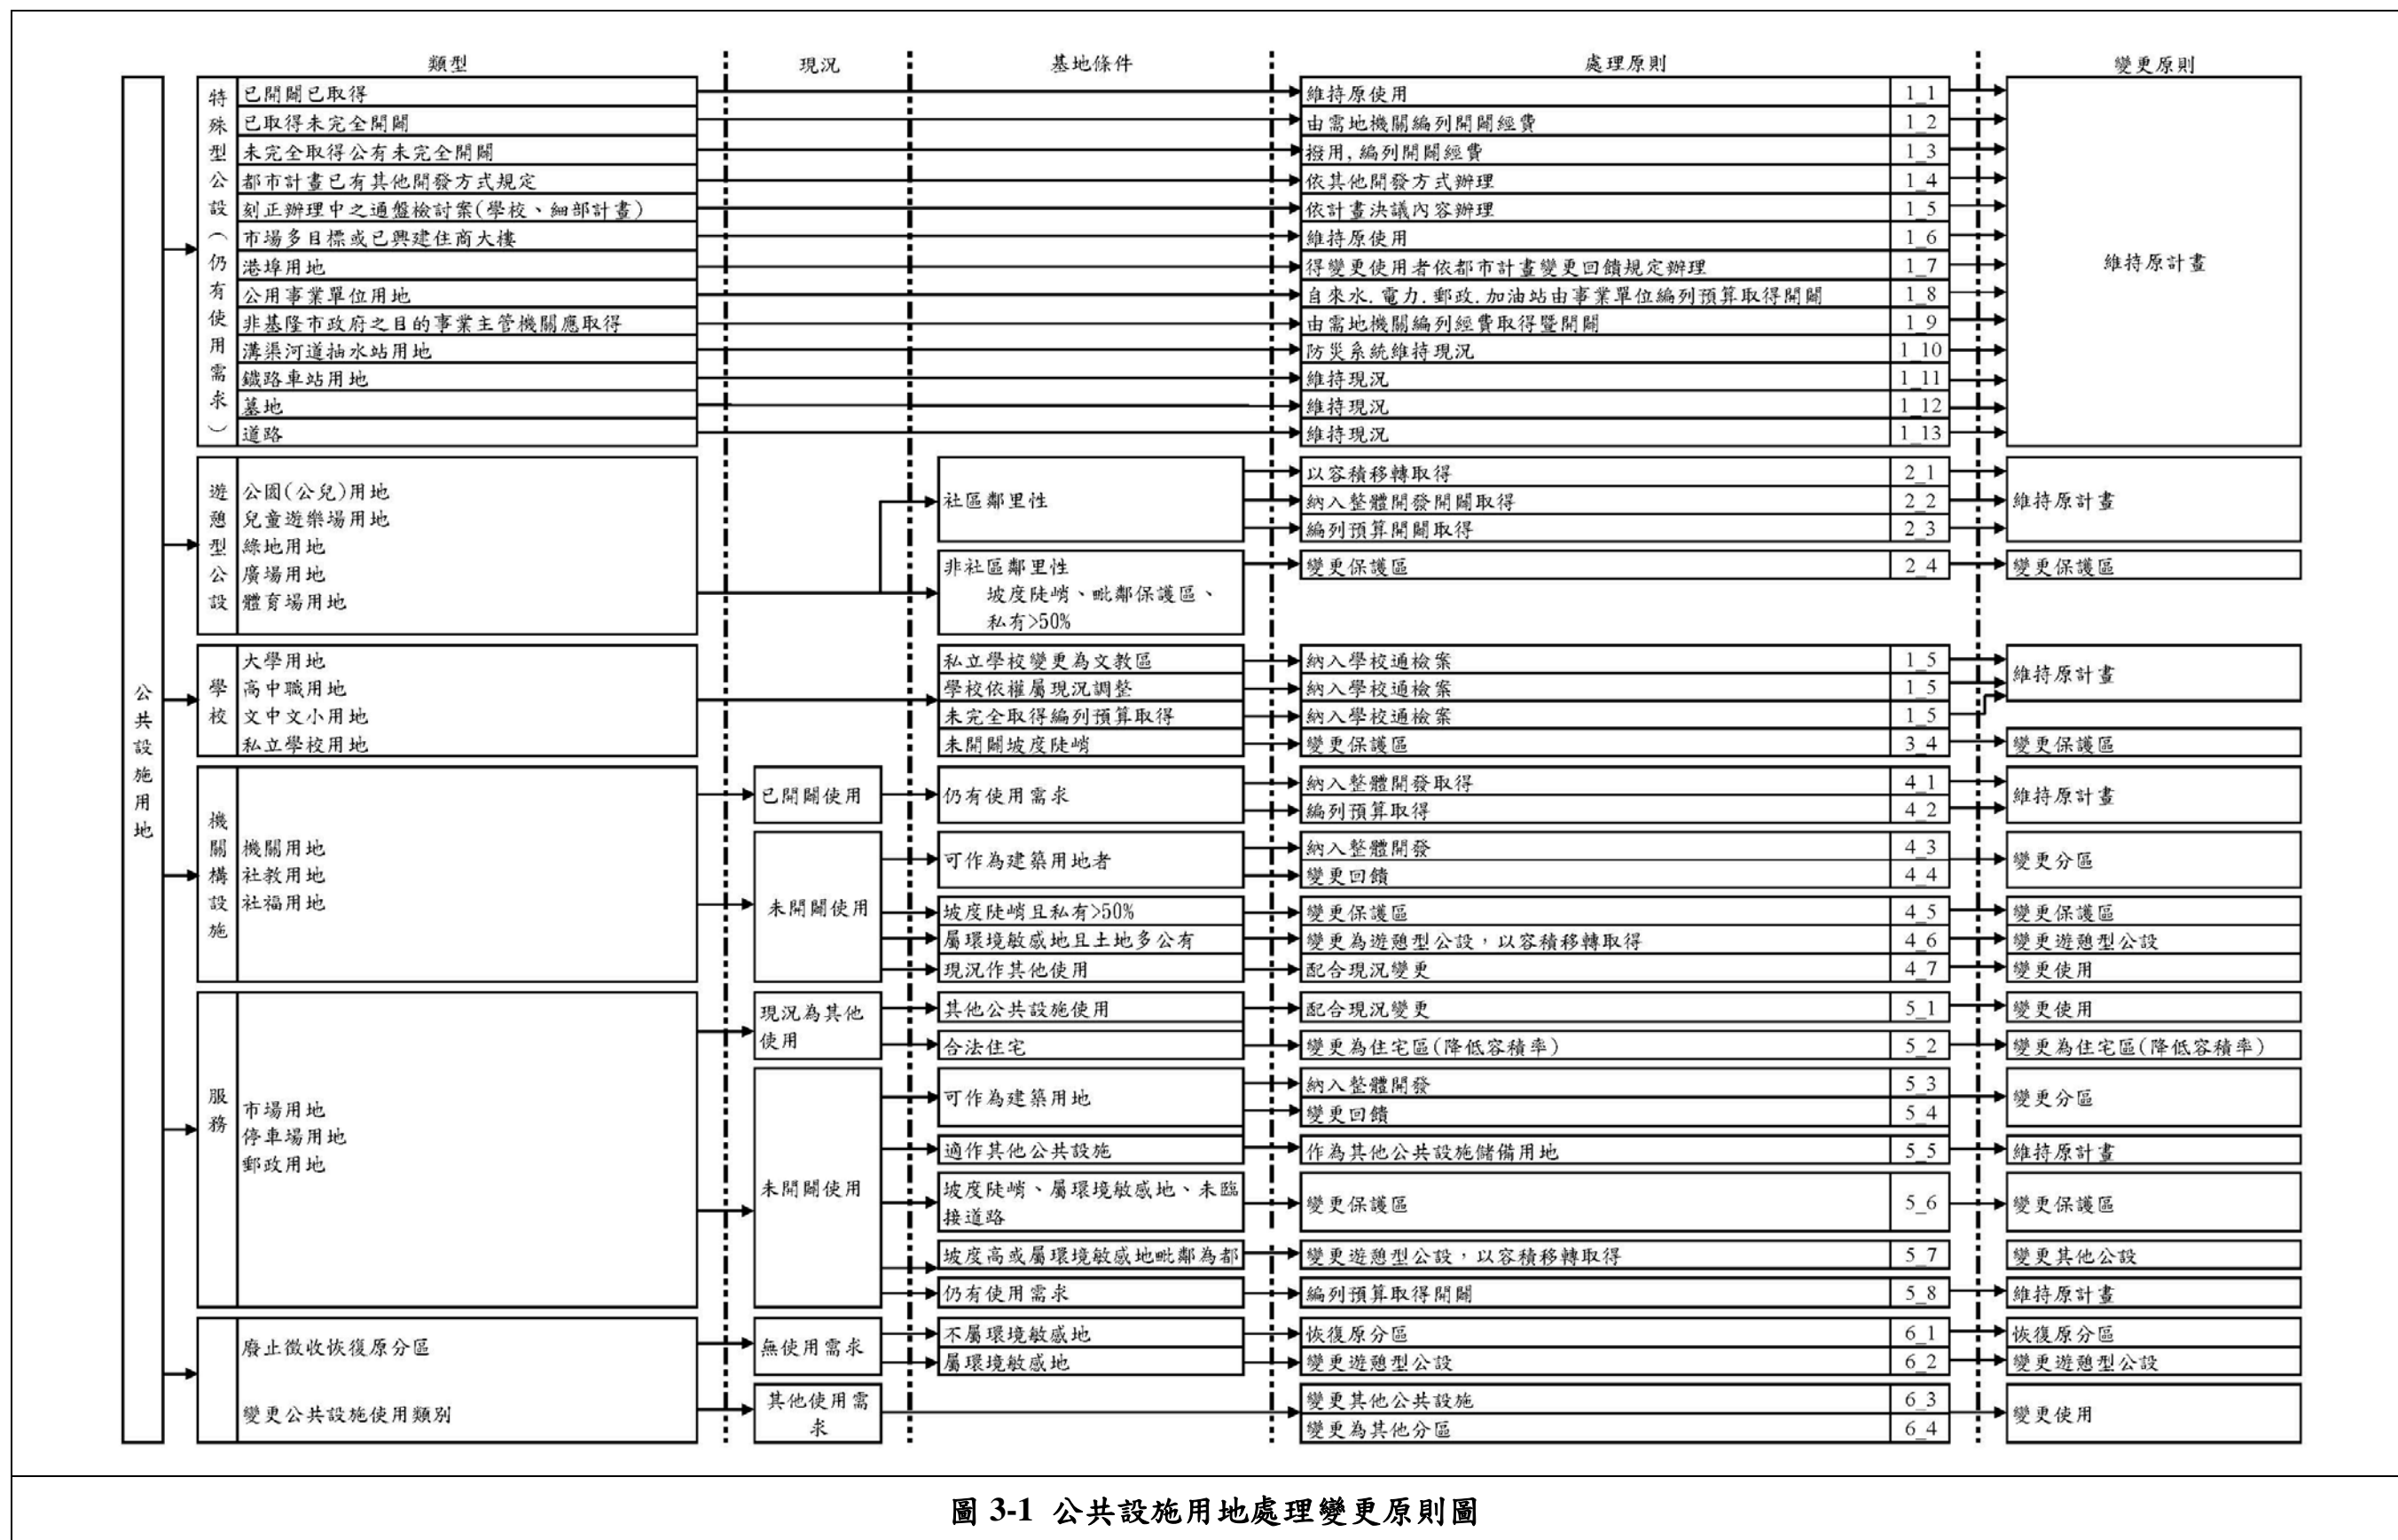 類型 現況 基地條件 處理原則 變更原則
公共設施用地
特殊型公設（仍有使用需求）
已開闢已取得 維持原使用 1_1
已取得未完全開闢 由需地機關編列開闢經費 1_2
未完全取得公有未完全開闢 撥用,編列開闢經費 1_3
都市計畫已有其他開發方式規定 依其他開發方式辦理 1_4
刻正辦理中之通盤檢討案(學校、細部計畫) 依計畫決議內容辦理 1_5
市場多目標或已興建住商大樓 維持原使用 1_6
港埠用地 得變更使用者依都市計畫變更回饋規定辦理 1_7 維持原計畫
公用事業單位用地 自來水.電力.郵政.加油站由事業單位編列預算取得開闢 1_8
非基隆市政府之目的事業主管機關應取得 由需地機關編列經費取得暨開闢 1_9
溝渠河道抽水站用地 防災系統維持現況 1_10
鐵路車站用地 維持現況 1_11
墓地 維持現況 1_12
道路 維持現況 1_13
遊憩型公設
公園(公兒)用地
兒童遊樂場用地
綠地用地
廣場用地
體育場用地
社區鄰里性
以容積移轉取得 2_1
納入整體開發開闢取得 2_2 維持原計畫
編列預算開闢取得 2_3
非社區鄰里性
坡度陡峭、毗鄰保護區、
私有>50%
變更保護區 2_4 變更保護區
學校
大學用地
高中職用地
文中文小用地
私立學校用地
私立學校變更為文教區 納入學校通檢案 1_5
學校依權屬現況調整 納入學校通檢案 1_5 維持原計畫
未完全取得編列預算取得 納入學校通檢案 1_5
未開闢坡度陡峭 變更保護區 3_4 變更保護區
機關構設施
機關用地
社教用地
社福用地
已開闢使用 仍有使用需求
納入整體開發取得 4_1
編列預算取得 4_2
維持原計畫
未開闢使用
可作為建築用地者
納入整體開發 4_3
變更回饋 4_4
變更分區
坡度陡峭且私有>50% 變更保護區 4_5 變更保護區
屬環境敏感地且土地多公有 變更為遊憩型公設，以容積移轉取得 4_6 變更遊憩型公設
現況作其他使用 配合現況變更 4_7 變更使用
服務
市場用地
停車場用地
郵政用地
現況為其他
使用
其他公共設施使用 配合現況變更 5_1 變更使用
合法住宅 變更為住宅區(降低容積率) 5_2 變更為住宅區(降低容積率)
未開闢使用
可作為建築用地
納入整體開發 5_3
變更回饋 5_4
變更分區
適作其他公共設施 作為其他公共設施儲備用地 5_5 維持原計畫
坡度陡峭、屬環境敏感地、未臨
接道路
變更保護區 5_6 變更保護區
坡度高或屬環境敏感地毗鄰為都 變更遊憩型公設，以容積移轉取得 5_7 變更其他公設
仍有使用需求 編列預算取得開闢 5_8 維持原計畫
廢止徵收恢復原分區
變更公共設施使用類別
無使用需求
不屬環境敏感地 恢復原分區 6_1 恢復原分區
屬環境敏感地 變更遊憩型公設 6_2 變更遊憩型公設
其他使用需
求
變更其他公共設施 6_3
變更為其他分區 6_4
變更使用
圖 3-1 公共設施用地處理變更原則圖